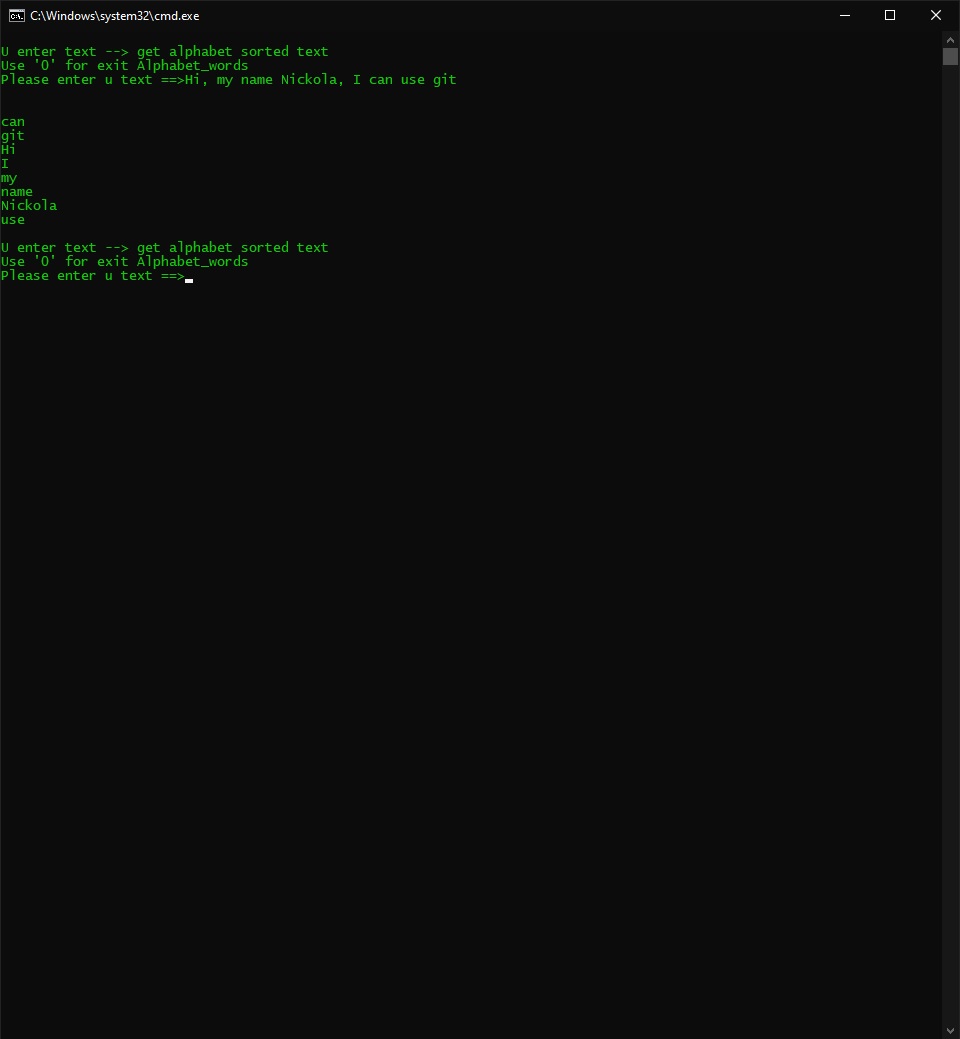 C:\Windows\system32\cmd.exe
U enter text --> get alphabet sorted text
Use '0' for exit Alphabet_words
Please enter u text ==>Hi, my name Nickola, I can use git
can
git
Hi
I
my
name
Nickola
use
U enter text --> get alphabet sorted text
Use '0' for exit Alphabet_words
Please enter u text ==>